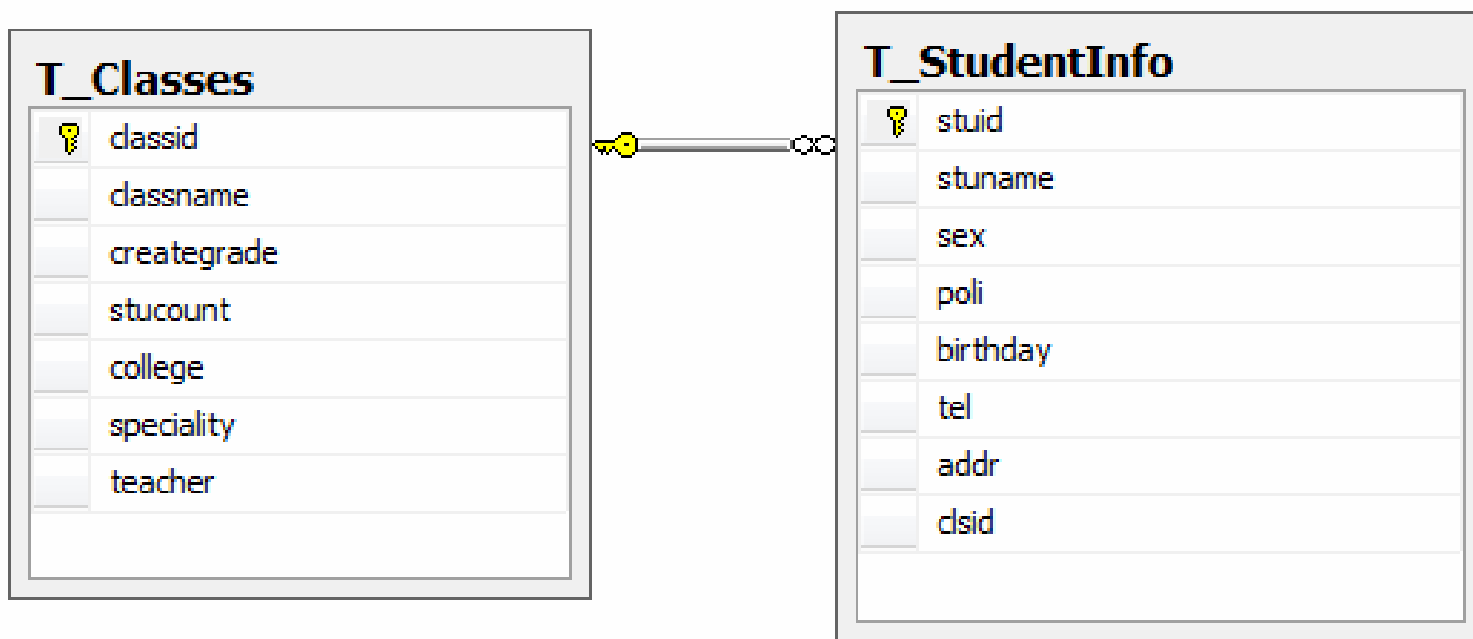 T_Classes
classid
classname
creategrade
stucount
college
speciality
teacher
T_StudentInfo
stuid
stuname
sex
poli
birthday
tel
addr
clsid